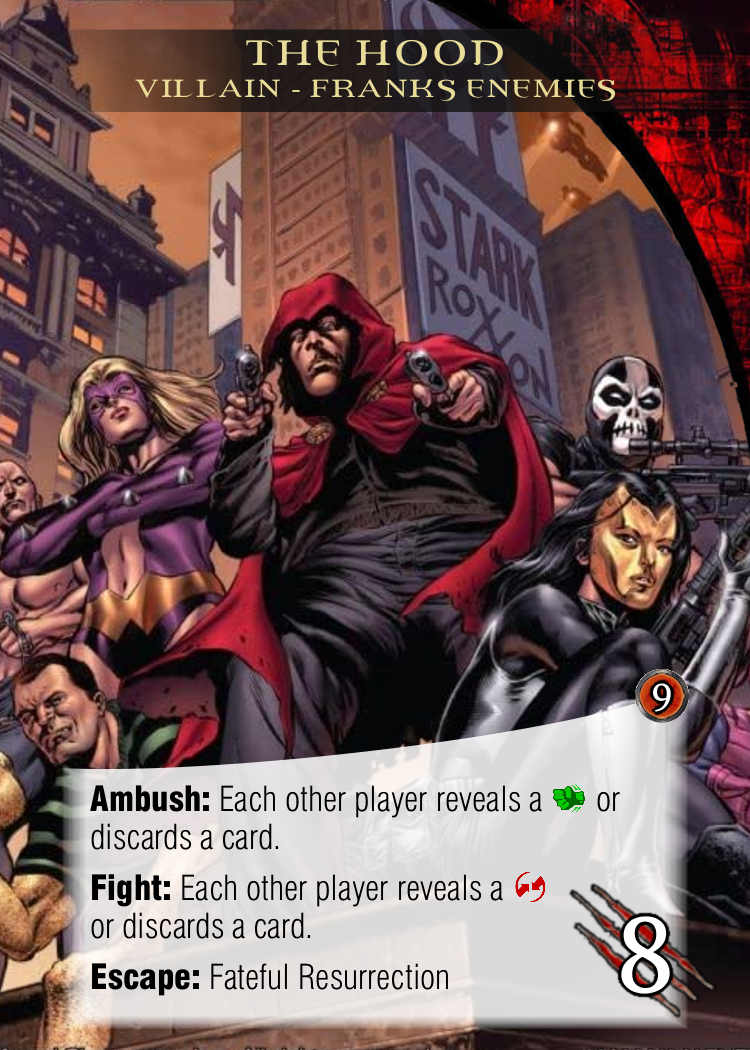 THE HOOD
VILLAIN - FRANKS ENEMIES
STARK
ROXXON
9
Ambush: Each other player reveals a or
discards a card.
Fight: Each other player reveals a
or discards a card.
Escape: Fateful Resurrection
8